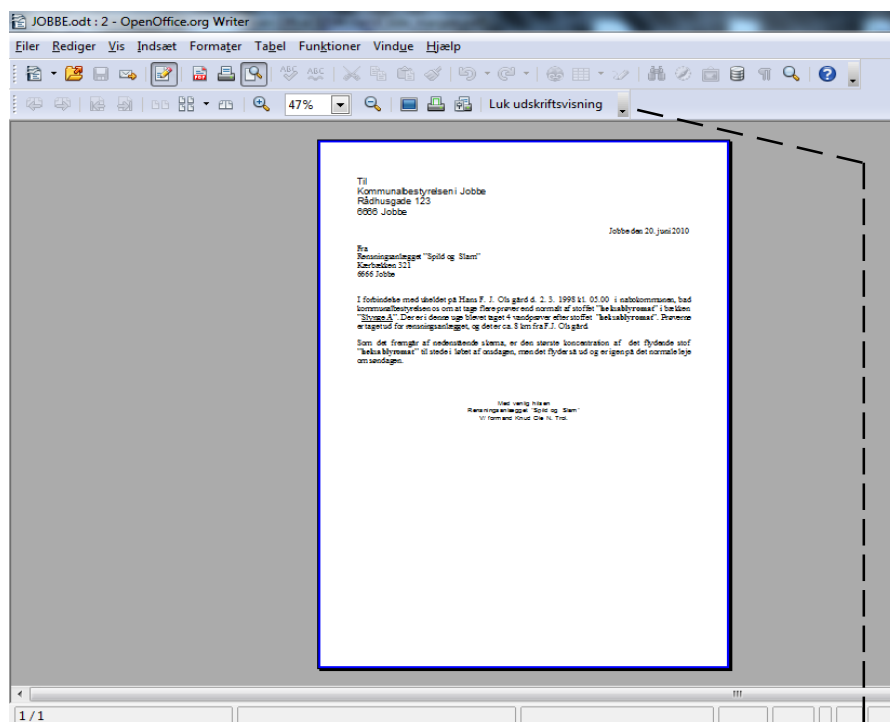 JOBBE.odt : 2 - OpenOffice.org Writer
Filer Rediger Vis Indsæt Formater Tabel Funktioner Vindue Hjælp
47% Luk udskriftsvisning
Til
Kommunalbestyrelsen i Jobbe
Rådhusgade 123
6666 Jobbe
Jobbe den 20. juni 2010
Fra
Rensningsanlægget "Spild og Slam"
Kærbækken 321
6666 Jobbe
I forbindelse med uheldet på Hans F. J. Ols gård d. 2. 3. 1998 kl. 05.00 i nabokommunen, bad
kommunalbestyrelsen os om at tage flere prøver end normalt af stoffet "heksablyromat" i bækken
"Slygge Å". Der er i denne uge blevet taget 4 vandprøver efter stoffet "heksablyromat". Prøverne
er taget ud for rensningsanlægget, og det er ca. 8 km fra F.J. Ols gård.
Som det fremgår af nedenstående skema, er den største koncentration af det flydende stof
"heksablyromat" til stede i løbet af onsdagen, men det flyder så ud og er igen på det normale leje
om søndagen.
Med venlig hilsen
Rensningsanlægget "Spild og Slam"
V/ formand Knud Ole N. Trol.
1 / 1